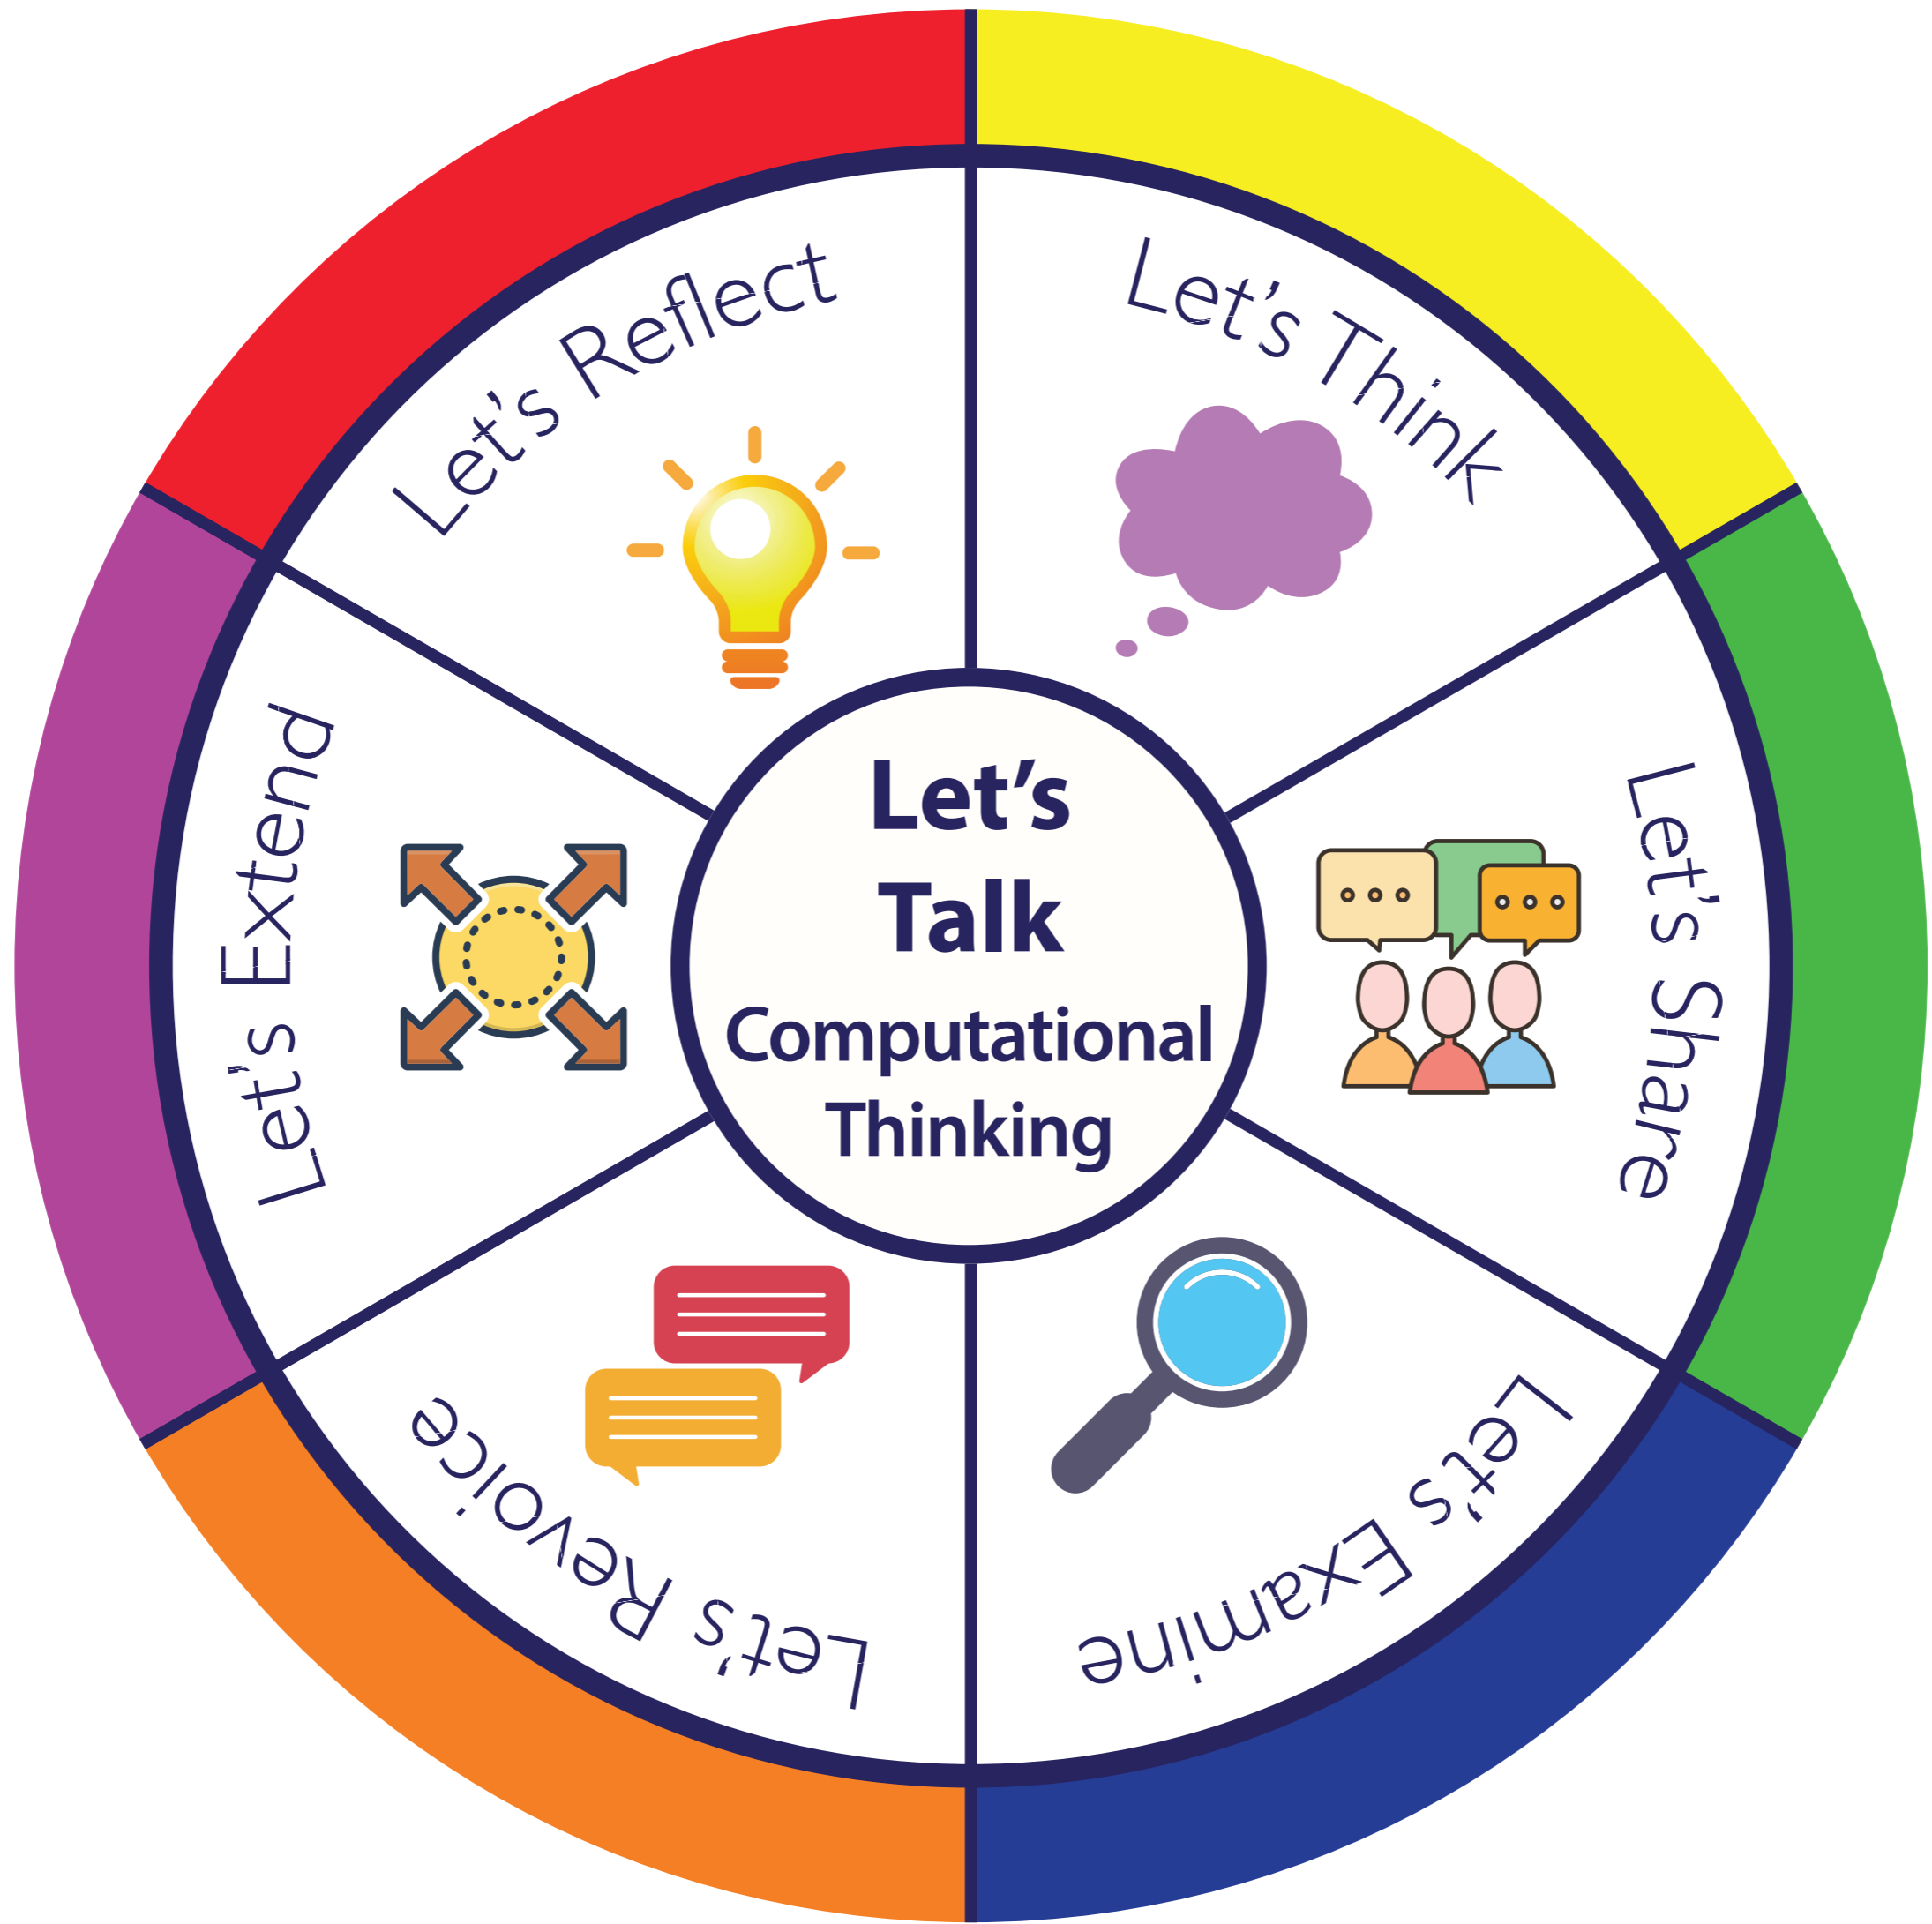 Let's
Talk
Computational
Thinking
Let's Think
Let's Share
Let's Examine
Let's Revoice
Let's Extend
Let's Reflect